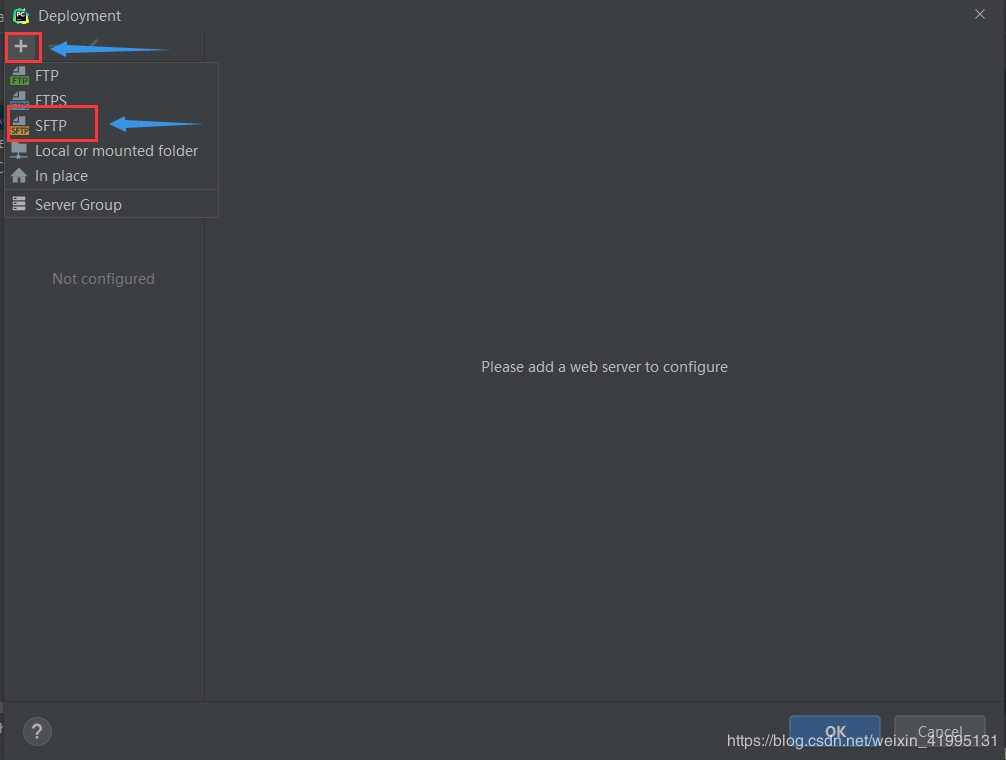 Deployment
FTP
FTPS
SFTP
Local or mounted folder
In place
Server Group
Not configured
Please add a web server to configure
?
OK
Cancel
https://blog.csdn.net/weixin_41995131